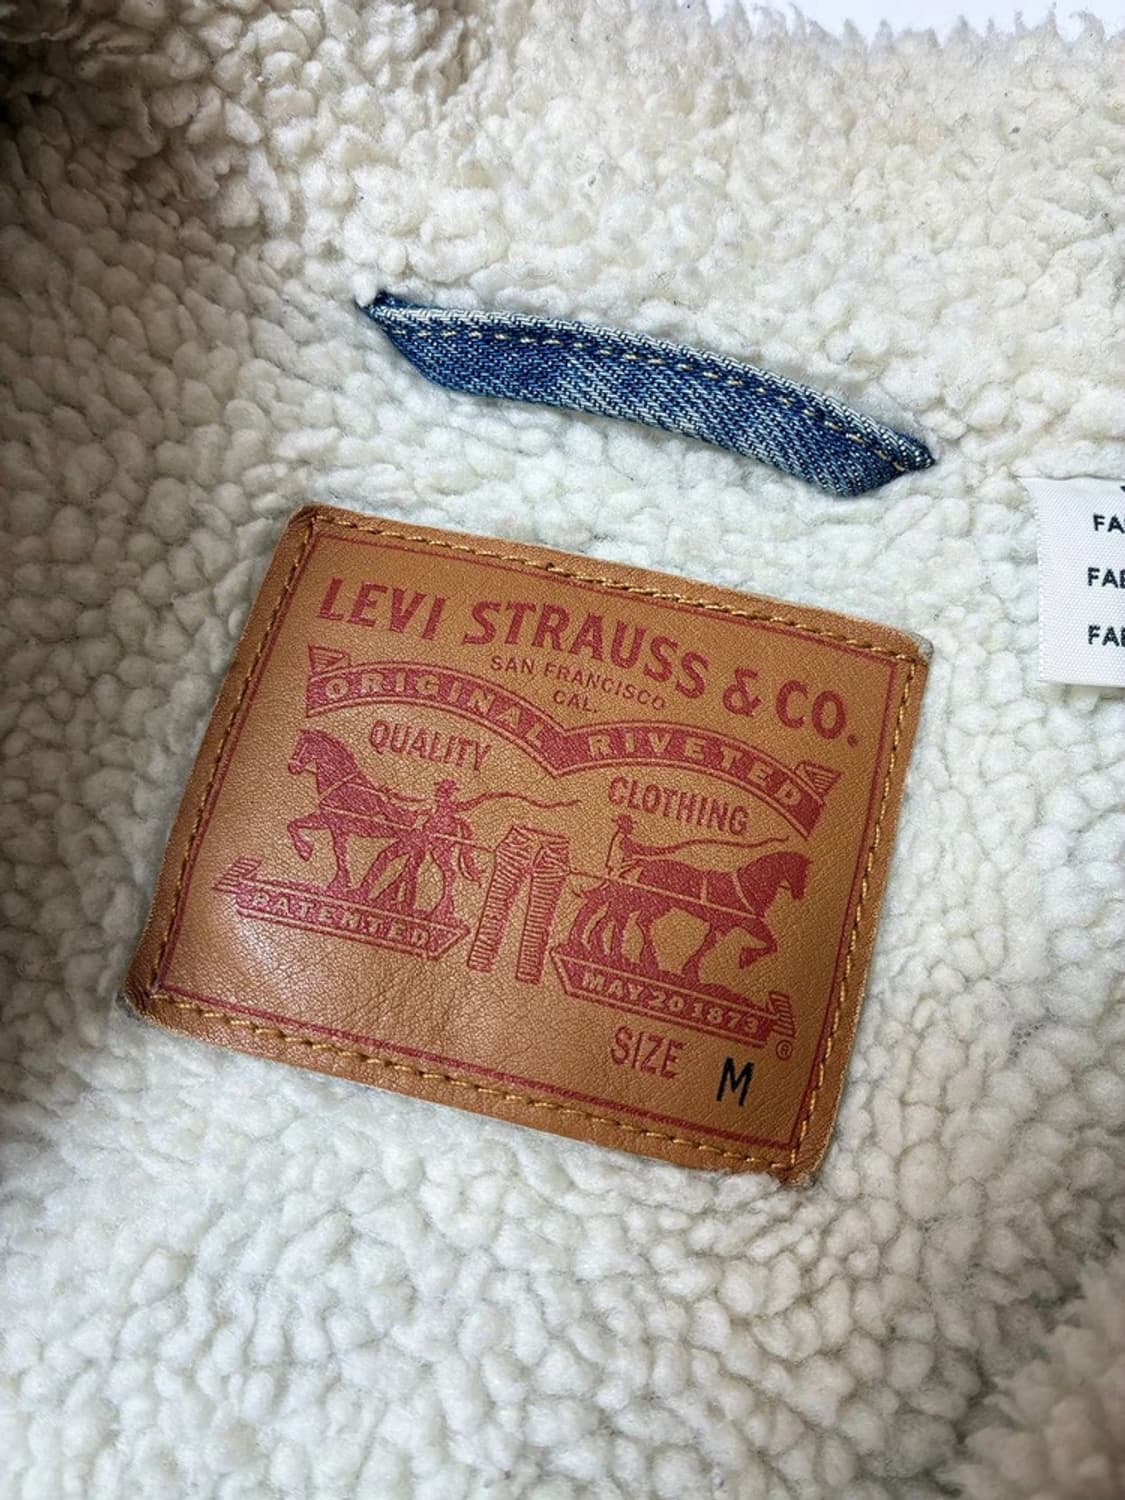 LEVI STRAUSS & CO.
SAN FRANCISCO
CAL.
ORIGINAL RIVETED
QUALITY
CLOTHING
PATENTED
MAY 20 1873
®
SIZE M
FA
FA
FA